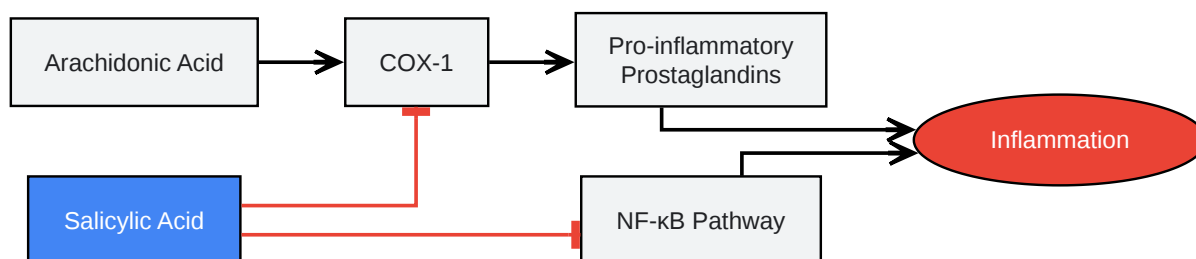 Arachidonic Acid
COX-1
Pro-inflammatory
Prostaglandins
Inflammation
Salicylic Acid
NF-κB Pathway